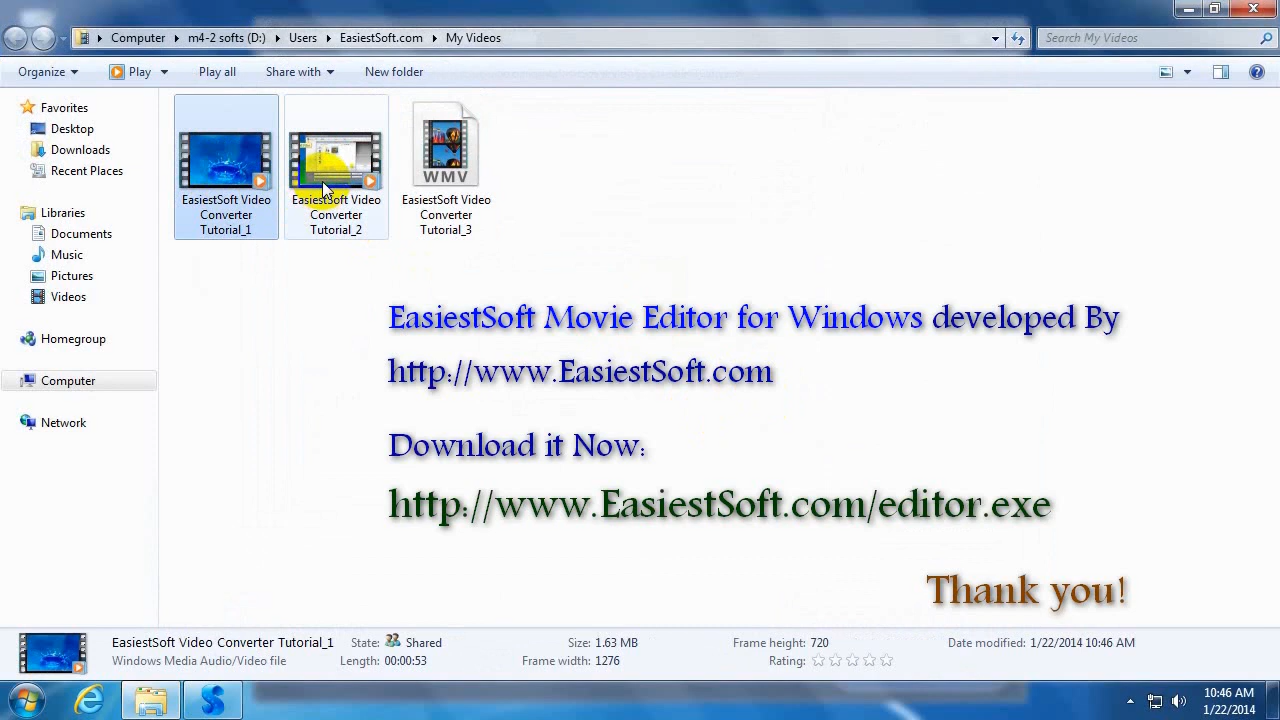 Computer m4-2 softs (D:) Users EasiestSoft.com My Videos
Search My Videos
Organize Play Play all Share with New folder
Favorites
Desktop
Downloads
Recent Places
Libraries
Documents
Music
Pictures
Videos
Homegroup
Computer
Network
EasiestSoft Video
Converter
Tutorial_1
EasiestSoft Video
Converter
Tutorial_2
WMV
EasiestSoft Video
Converter
Tutorial_3
EasiestSoft Movie Editor for Windows developed By
http://www.EasiestSoft.com
Download it Now:
http://www.EasiestSoft.com/editor.exe
Thank you!
EasiestSoft Video Converter Tutorial_1 State: Shared Size: 1.63 MB Frame height: 720 Date modified: 1/22/2014 10:46 AM
Windows Media Audio/Video file Length: 00:00:53 Frame width: 1276 Rating:
10:46 AM
1/22/2014